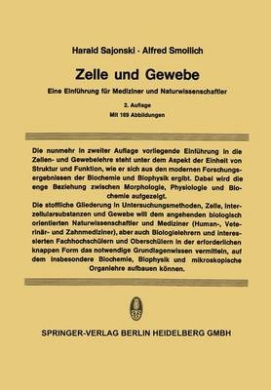 Harald Sajonski · Alfred Smollich
Zelle und Gewebe
Eine Einführung für Mediziner und Naturwissenschaftler
2. Auflage
Mit 169 Abbildungen
Die nunmehr in zweiter Auflage vorliegende Einführung in die
Zellen- und Gewebelehre steht unter dem Aspekt der Einheit von
Struktur und Funktion, wie er sich aus den modernen Forschungs-
ergebnissen der Biochemie und Biophysik ergibt. Dabei wird die
enge Beziehung zwischen Morphologie, Physiologie und Bio-
chemie aufgezeigt.
Die stoffliche Gliederung in Untersuchungsmethoden, Zelle, Inter-
zellularsubstanzen und Gewebe will dem angehenden biologisch
orientierten Naturwissenschaftler und Mediziner (Human-, Vete-
rinär- und Zahnmediziner), aber auch Biologielehrern und interes-
sierten Fachhochschülern und Oberschülern in der erforderlichen
knappen Form das notwendige Grundlagenwissen vermitteln, auf
dem insbesondere Biochemie, Biophysik und mikroskopische
Organlehre aufbauen können.
SPRINGER-VERLAG BERLIN HEIDELBERG GMBH